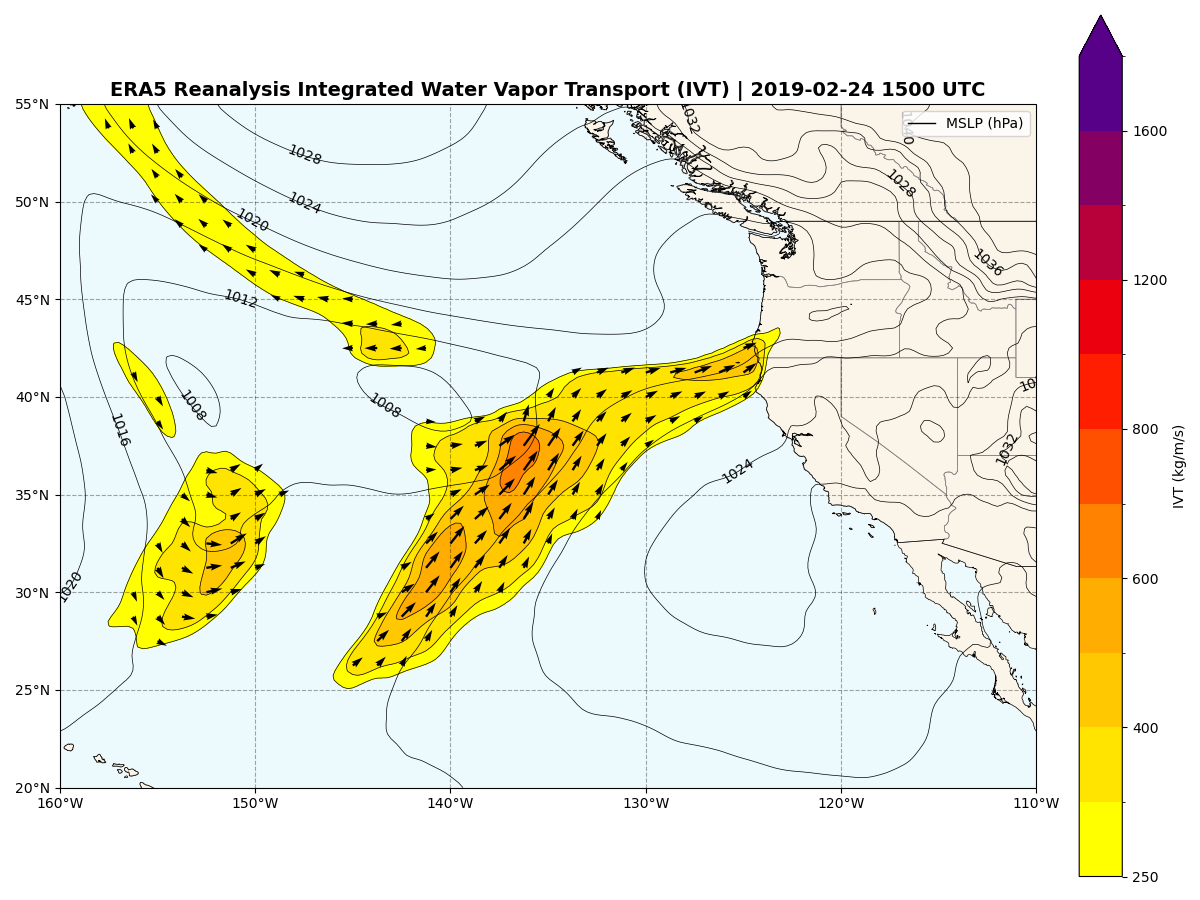 ERA5 Reanalysis Integrated Water Vapor Transport (IVT) | 2019-02-24 1500 UTC
MSLP (hPa)
55°N
50°N
45°N
40°N
35°N
30°N
25°N
20°N
160°W
150°W
140°W
130°W
120°W
110°W
1028
1024
1020
1012
1008
1008
1016
1020
1024
1032
1028
1036
1032
1600
1200
800
600
400
250
IVT (kg/m/s)